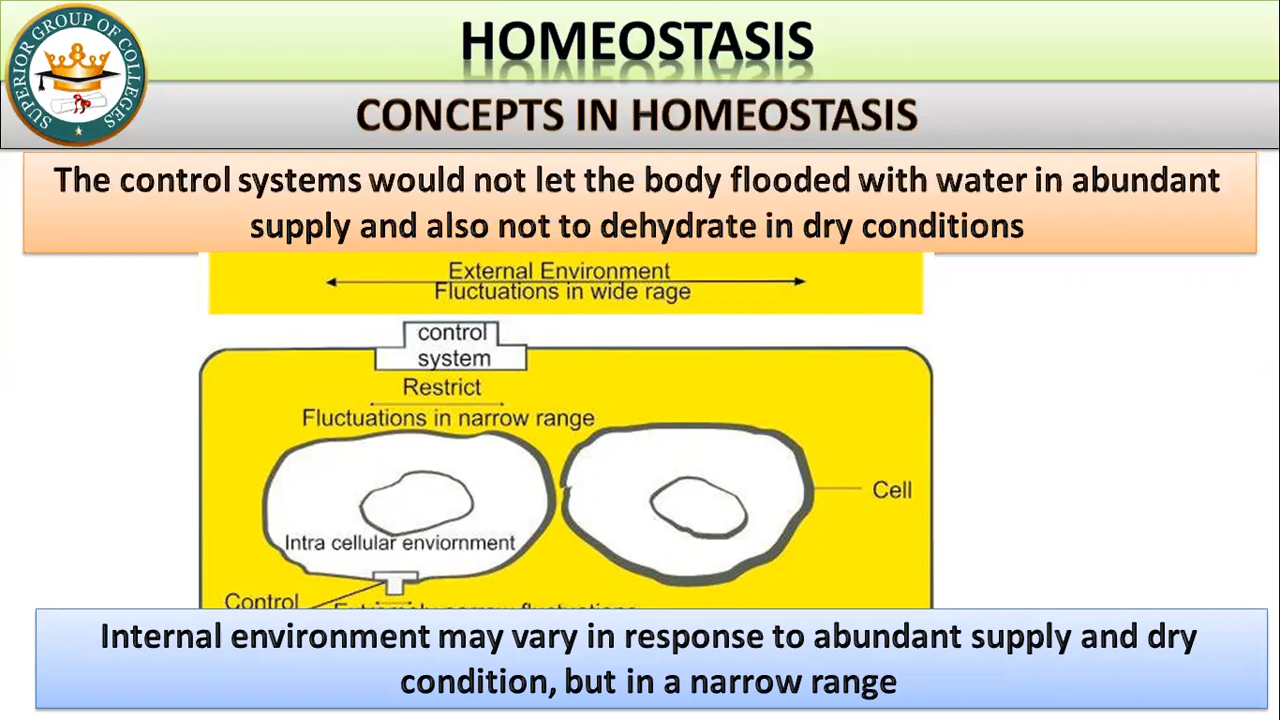 SUPERIOR GROUP OF COLLEGES
HOMEOSTASIS
CONCEPTS IN HOMEOSTASIS
The control systems would not let the body flooded with water in abundant
supply and also not to dehydrate in dry conditions
External Environment
Fluctuations in wide rage
control
system
Restrict
Fluctuations in narrow range
Cell
Intra cellular enviornment
Control
Extremely narrow fluctuations
Internal environment may vary in response to abundant supply and dry
condition, but in a narrow range